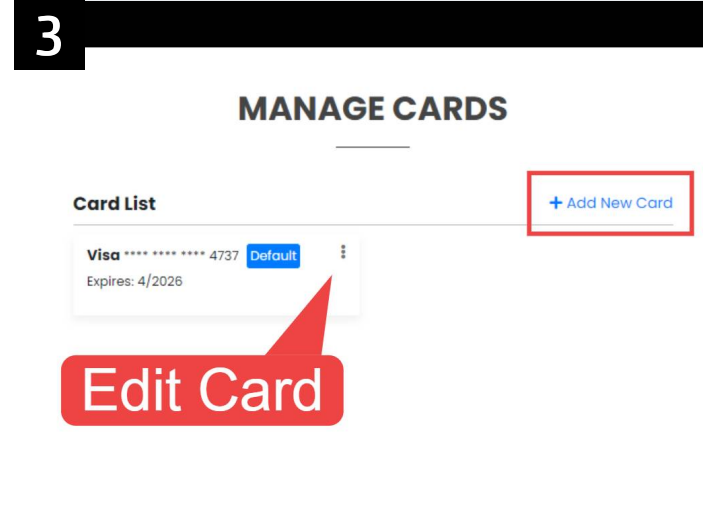 3
MANAGE CARDS
Card List
+ Add New Card
Visa **** **** **** 4737 Default
Expires: 4/2026
Edit Card